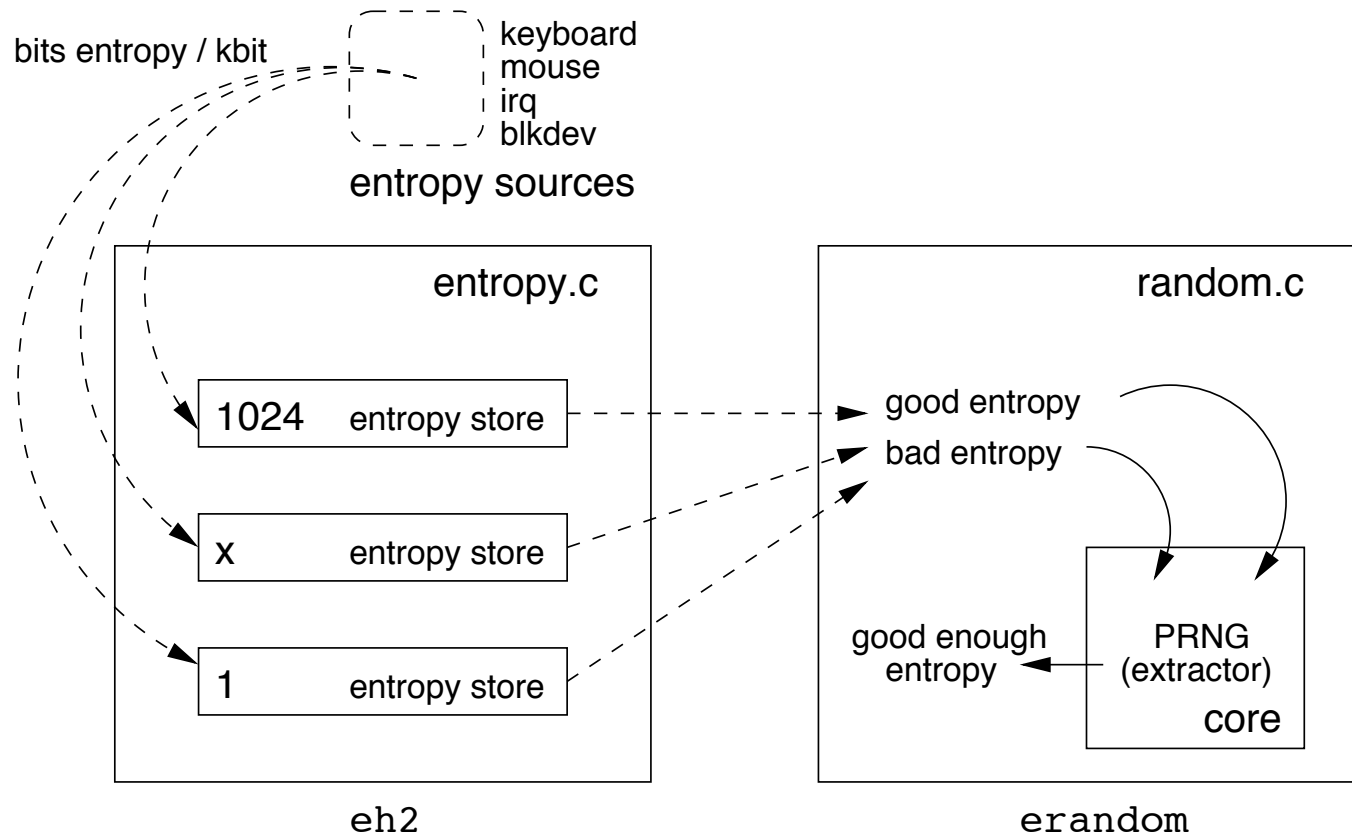 bits entropy / kbit
keyboard
mouse
irq
blkdev
entropy sources
entropy.c
1024 entropy store
x entropy store
1 entropy store
eh2
random.c
good entropy
bad entropy
good enough
entropy
PRNG
(extractor)
core
erandom